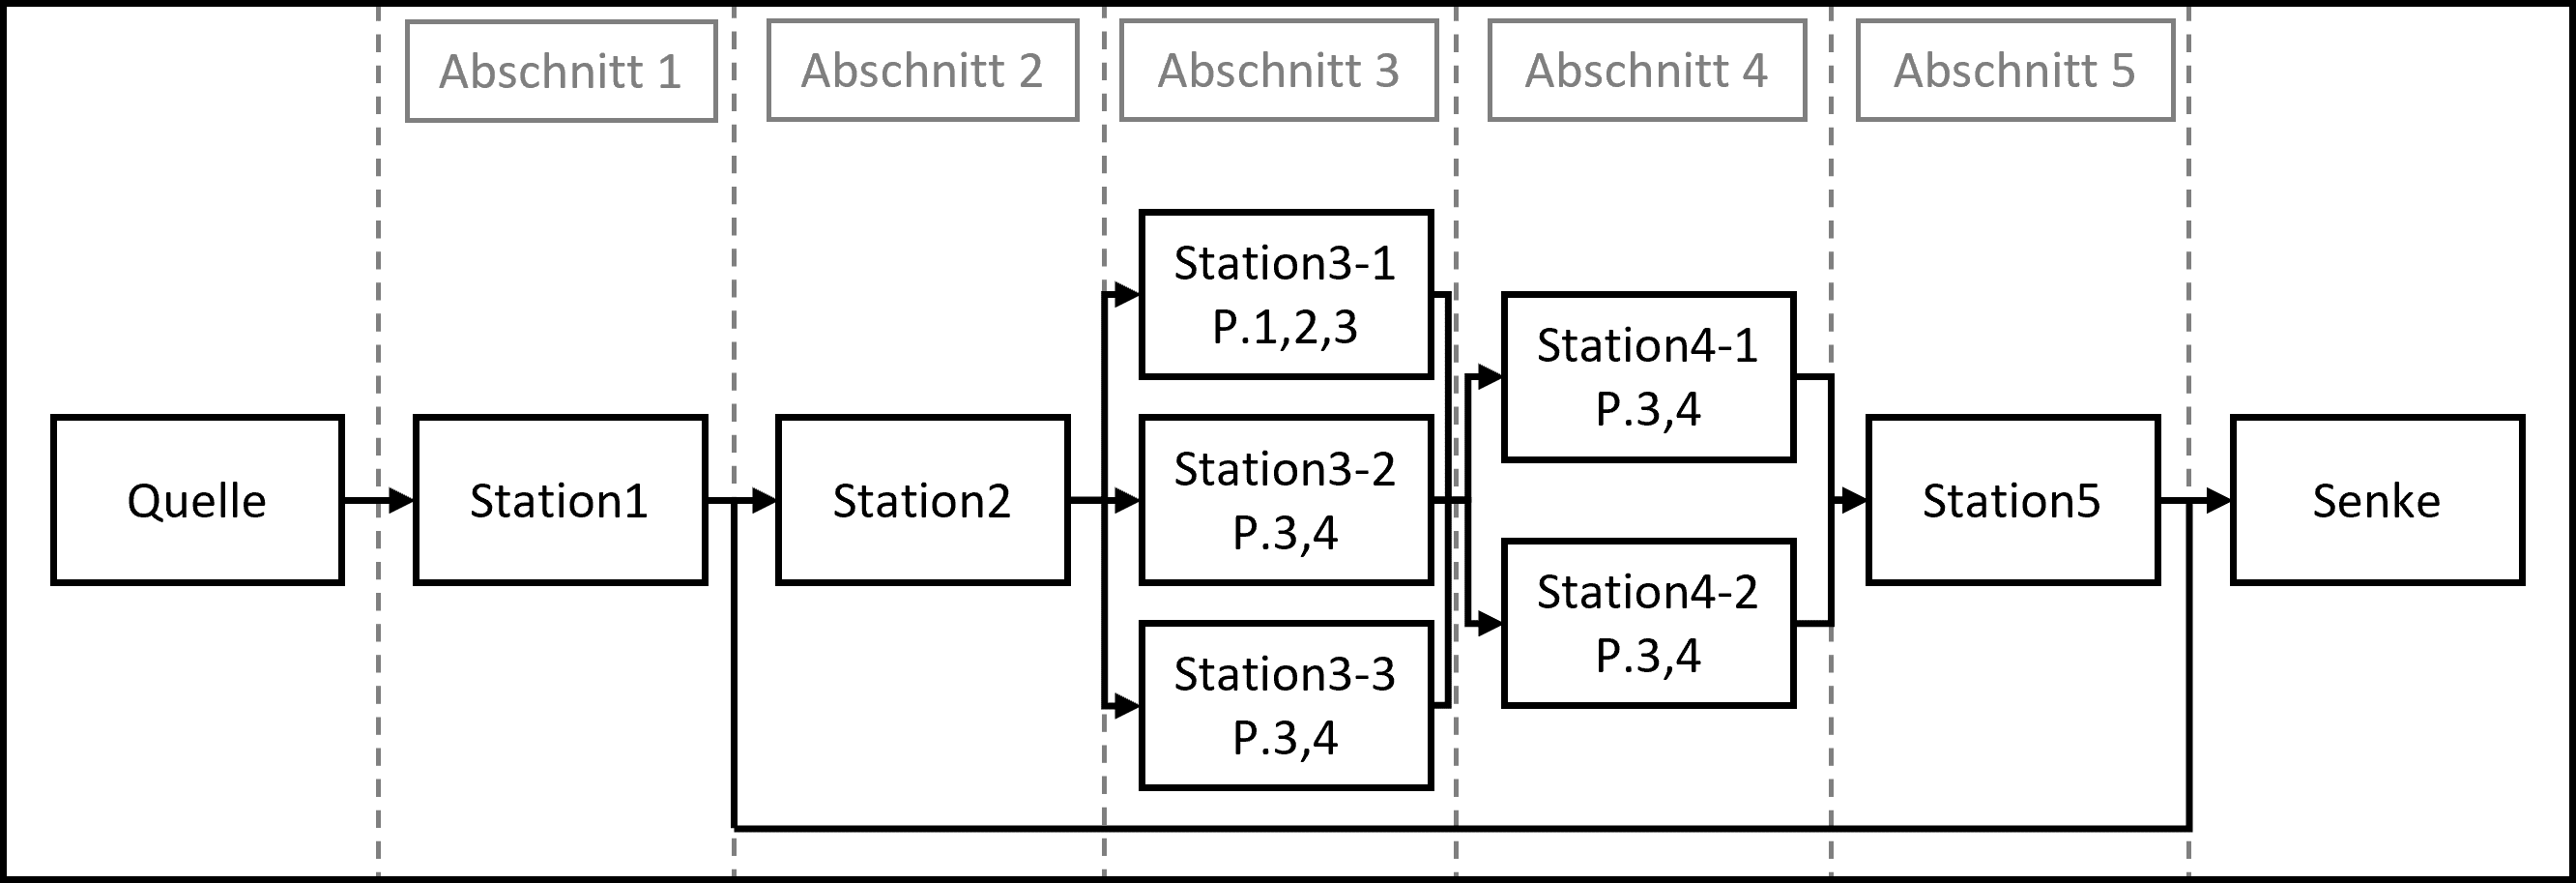 Abschnitt 1
Abschnitt 2
Abschnitt 3
Abschnitt 4
Abschnitt 5
Quelle
Station1
Station2
Station3-1
P.1,2,3
Station3-2
P.3,4
Station3-3
P.3,4
Station4-1
P.3,4
Station4-2
P.3,4
Station5
Senke